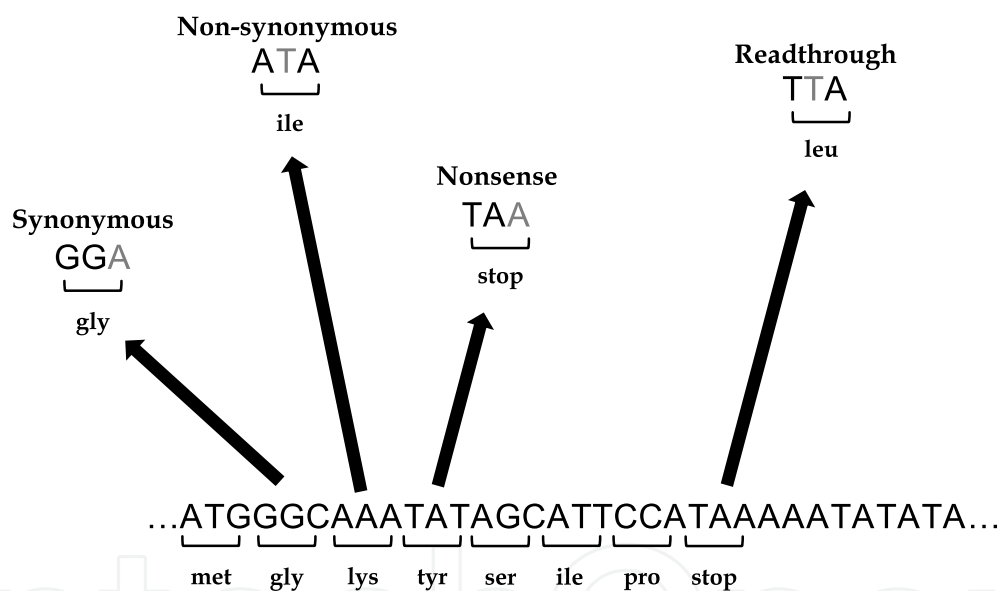 Non-synonymous
ATA
ile
Readthrough
TTA
leu
Nonsense
TAA
stop
Synonymous
GGA
gly
...ATGGGCAAATATAGCATTCCATAAAAATATATA...
met gly lys tyr ser ile pro stop